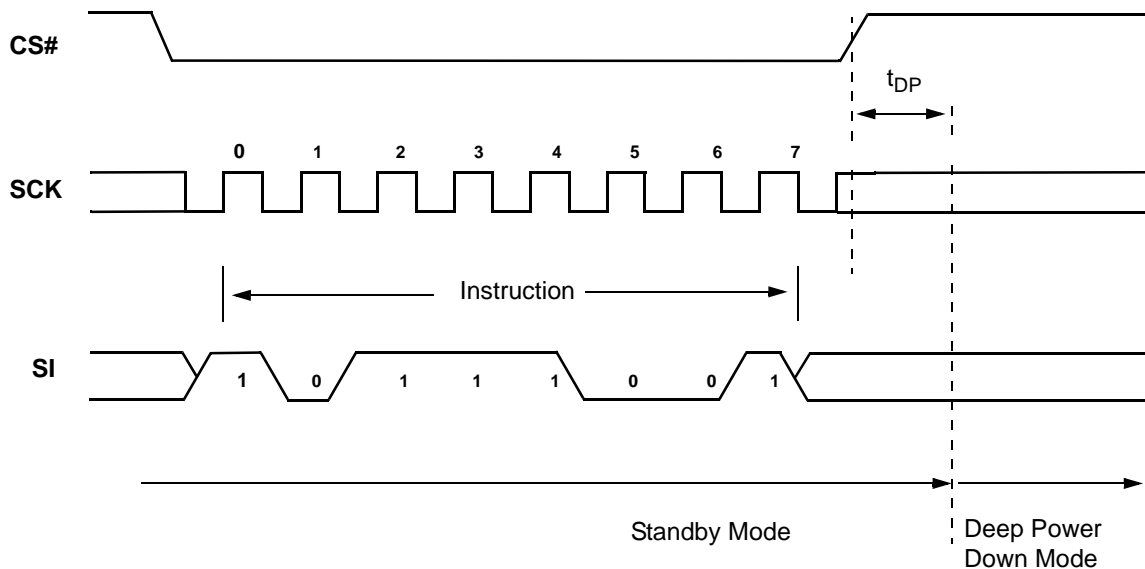 CS#
tDP
0 1 2 3 4 5 6 7
SCK
Instruction
SI
1 0 1 1 1 0 0 1
Standby Mode
Deep Power
Down Mode